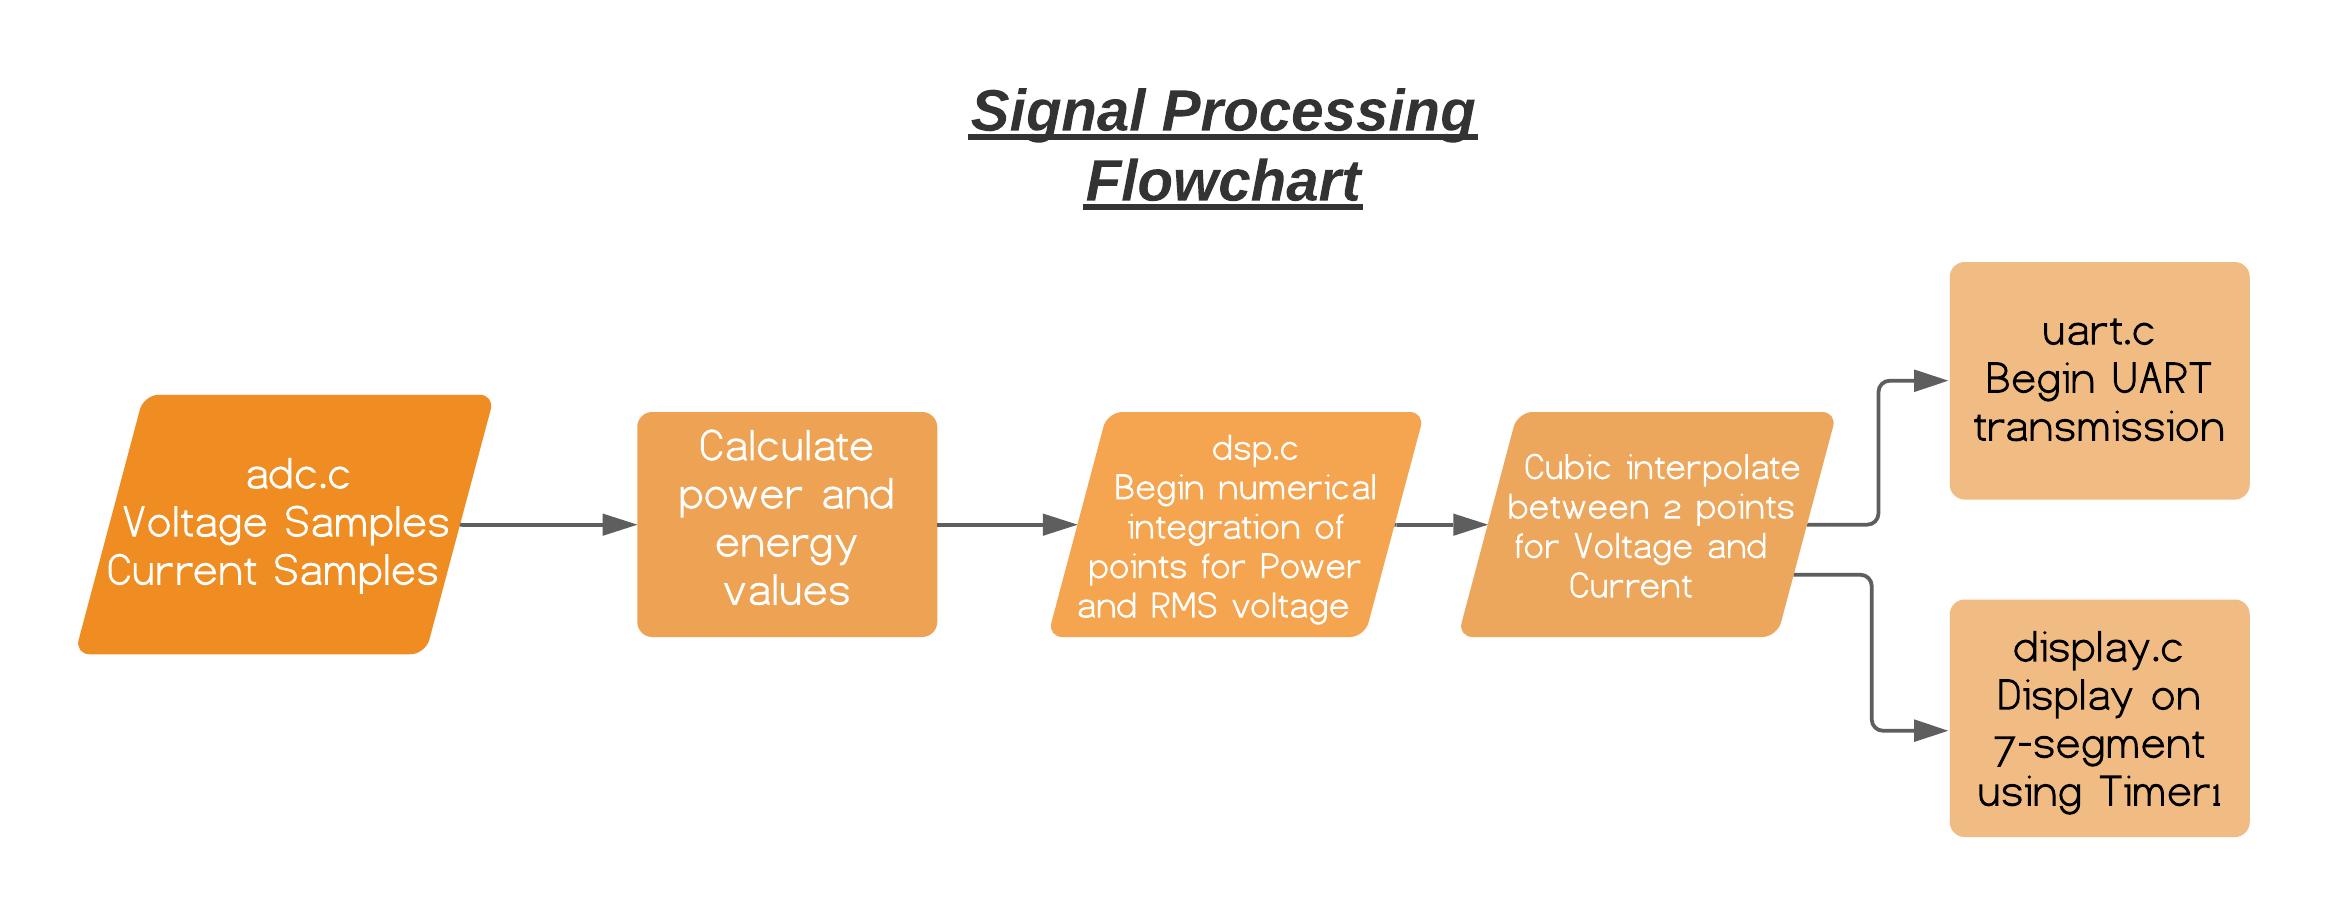 Signal Processing
Flowchart
adc.c
Voltage Samples
Current Samples
Calculate
power and
energy
values
dsp.c
Begin numerical
integration of
points for Power
and RMS voltage
Cubic interpolate
between 2 points
for Voltage and
Current
uart.c
Begin UART
transmission
display.c
Display on
7-segment
using Timer1